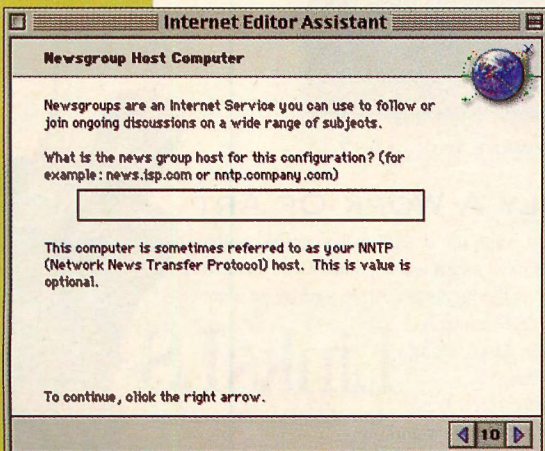 Internet Editor Assistant
Newsgroup Host Computer
Newsgroups are an Internet Service you can use to follow or
join ongoing discussions on a wide range of subjects.
What is the news group host for this configuration? (for
example: news.isp.com or nntp.company.com)
This computer is sometimes referred to as your NNTP
(Network News Transfer Protocol) host. This is value is
optional.
To continue, click the right arrow.
10